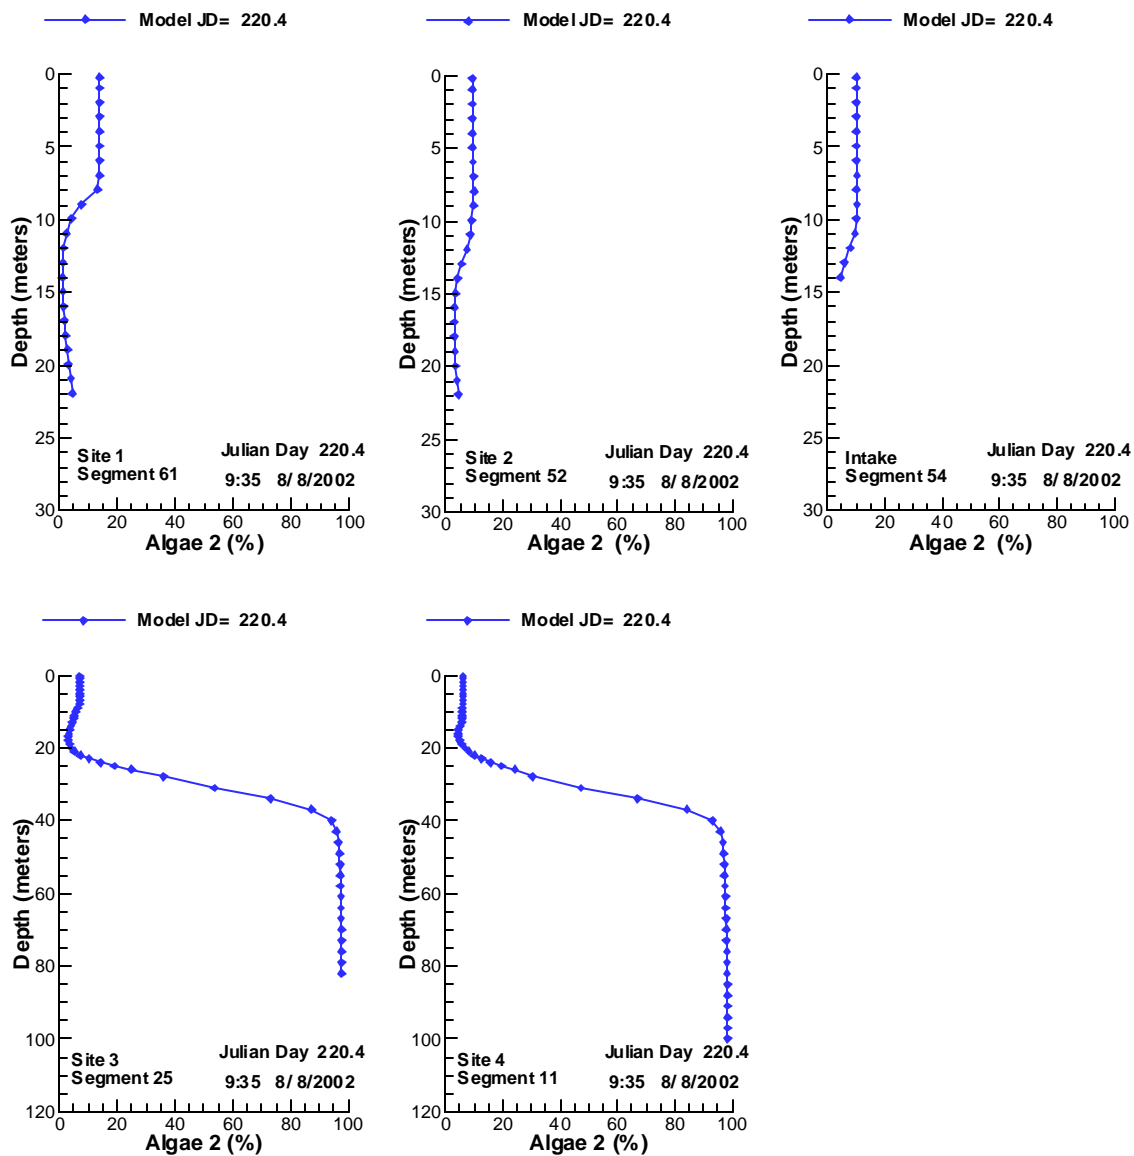 Model JD= 220.4
0
5
10
15
20
25
30
Depth (meters)
Site 1
Segment 61
Julian Day 220.4
9:35 8/ 8/2002
0 20 40 60 80 100
Algae 2 (%)
Model JD= 220.4
0
5
10
15
20
25
30
Depth (meters)
Site 2
Segment 52
Julian Day 220.4
9:35 8/ 8/2002
0 20 40 60 80 100
Algae 2 (%)
Model JD= 220.4
0
5
10
15
20
25
30
Depth (meters)
Intake
Segment 54
Julian Day 220.4
9:35 8/ 8/2002
0 20 40 60 80 100
Algae 2 (%)
Model JD= 220.4
0
20
40
60
80
100
120
Depth (meters)
Site 3
Segment 25
Julian Day 220.4
9:35 8/ 8/2002
0 20 40 60 80 100
Algae 2 (%)
Model JD= 220.4
0
20
40
60
80
100
120
Depth (meters)
Site 4
Segment 11
Julian Day 220.4
9:35 8/ 8/2002
0 20 40 60 80 100
Algae 2 (%)